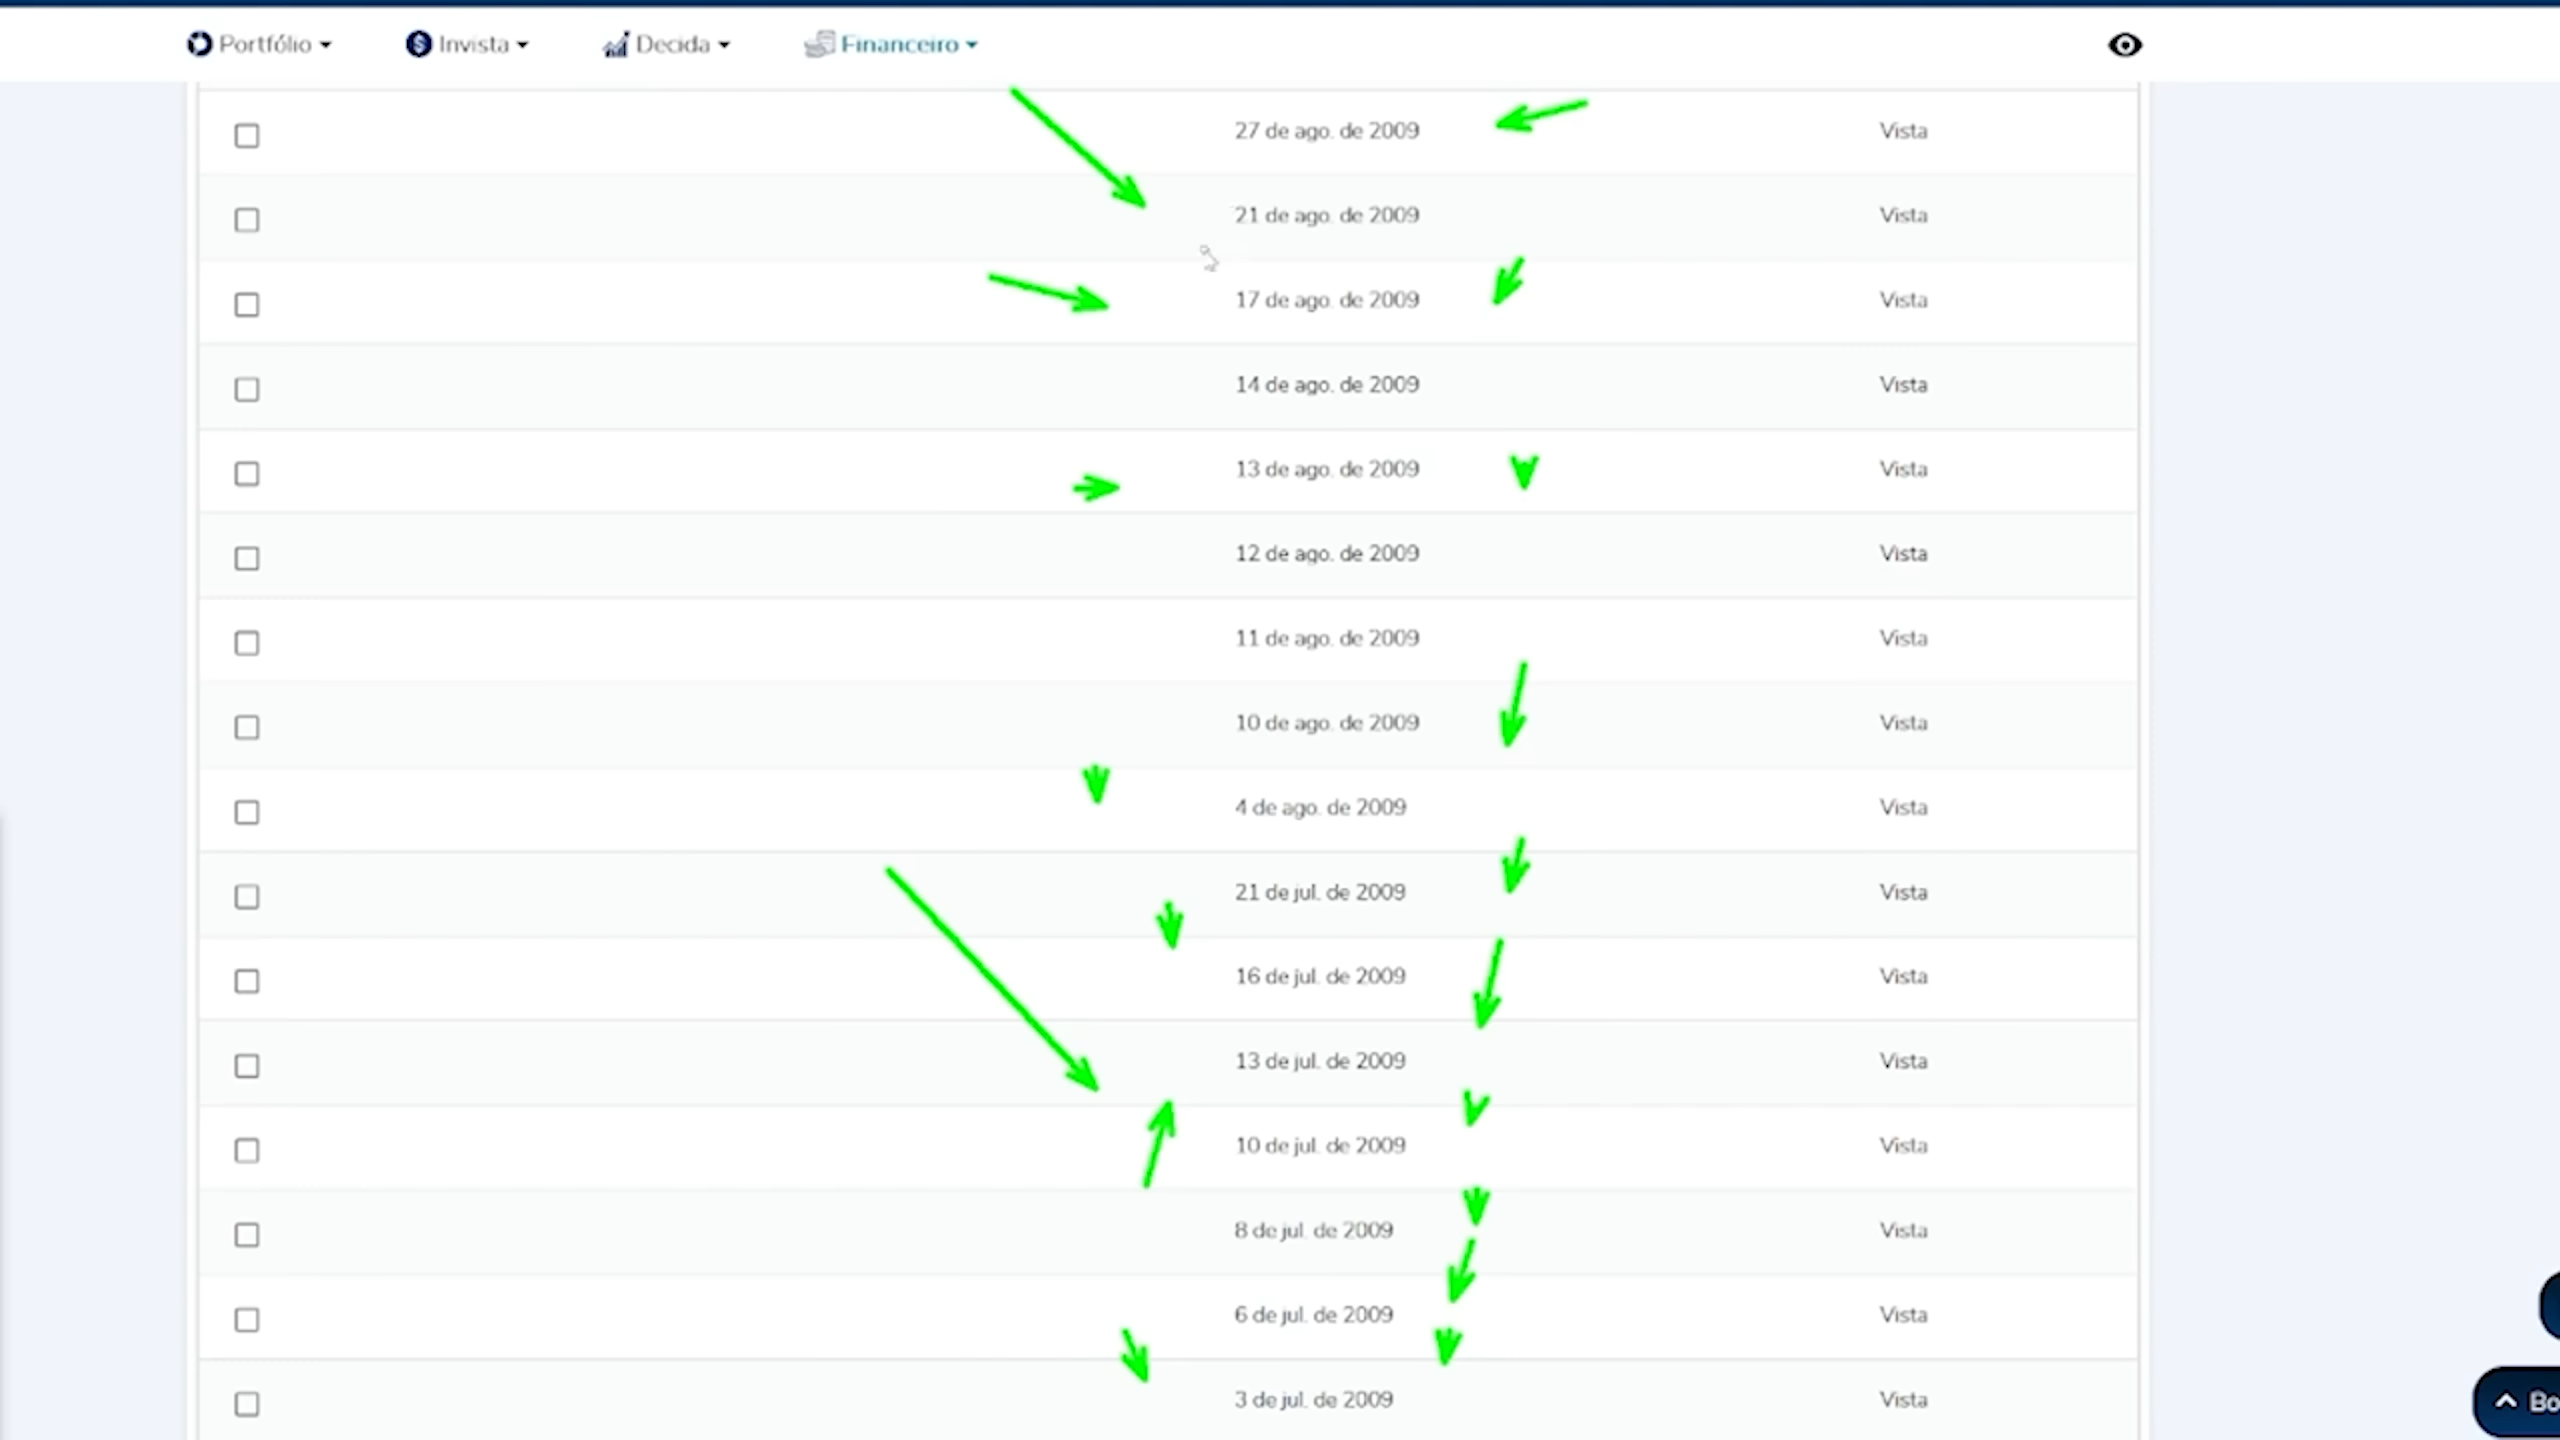 Portfólio Invista Decida Financeiro
27 de ago. de 2009 Vista
21 de ago. de 2009 Vista
17 de ago. de 2009 Vista
14 de ago. de 2009 Vista
13 de ago. de 2009 Vista
12 de ago. de 2009 Vista
11 de ago. de 2009 Vista
10 de ago. de 2009 Vista
4 de ago. de 2009 Vista
21 de jul. de 2009 Vista
16 de jul. de 2009 Vista
13 de jul. de 2009 Vista
10 de jul. de 2009 Vista
8 de jul. de 2009 Vista
6 de jul. de 2009 Vista
3 de jul. de 2009 Vista
Bo